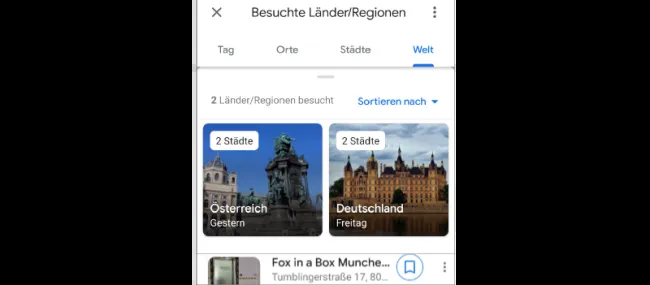 Besuchte Länder/Regionen
Tag Orte Städte Welt
2 Länder/Regionen besucht Sortieren nach
2 Städte 2 Städte
Österreich Deutschland
Gestern Freitag
Fox in a Box Munche...
Tumblingerstraße 17, 80...